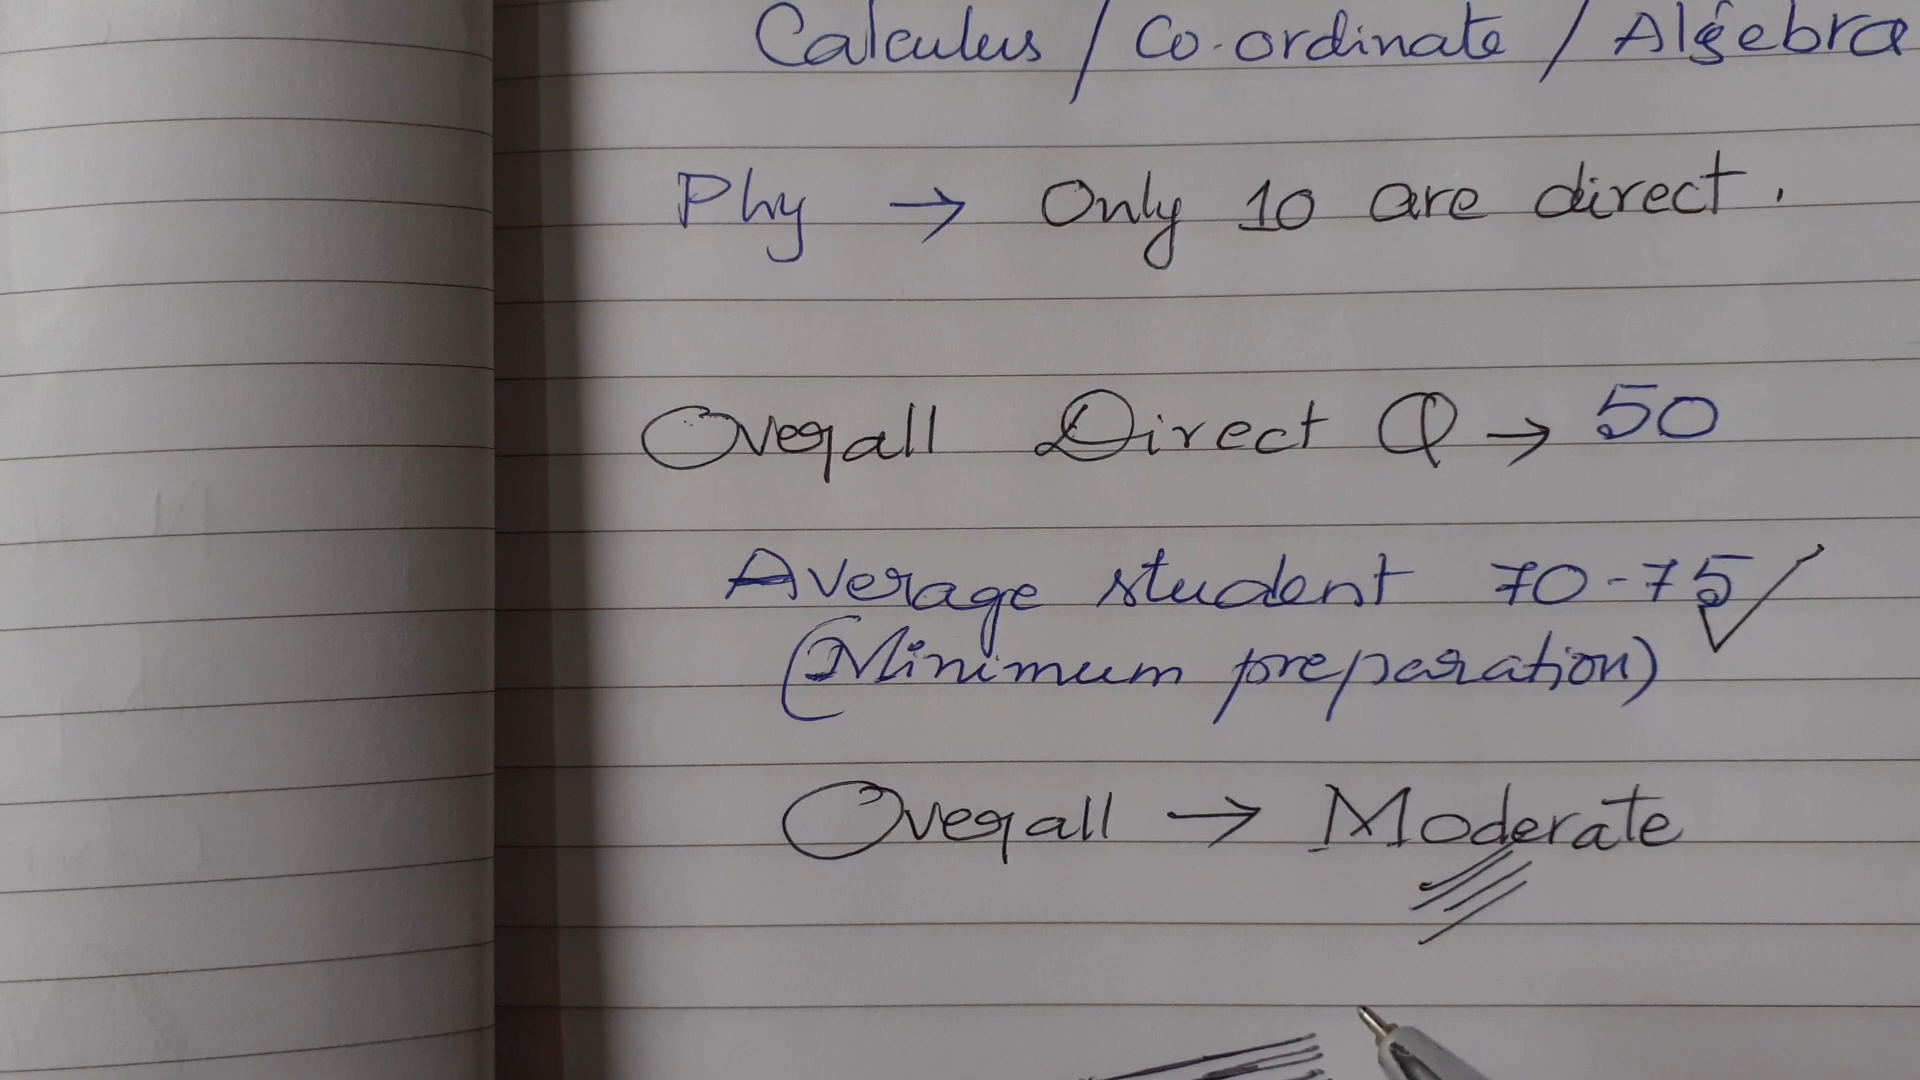 Calculus / Co-ordinate / Algebra
Phy → Only 10 are direct.
Overall Direct Q → 50
Average student 70-75 ✓
(Minimum preparation)
Overall → Moderate